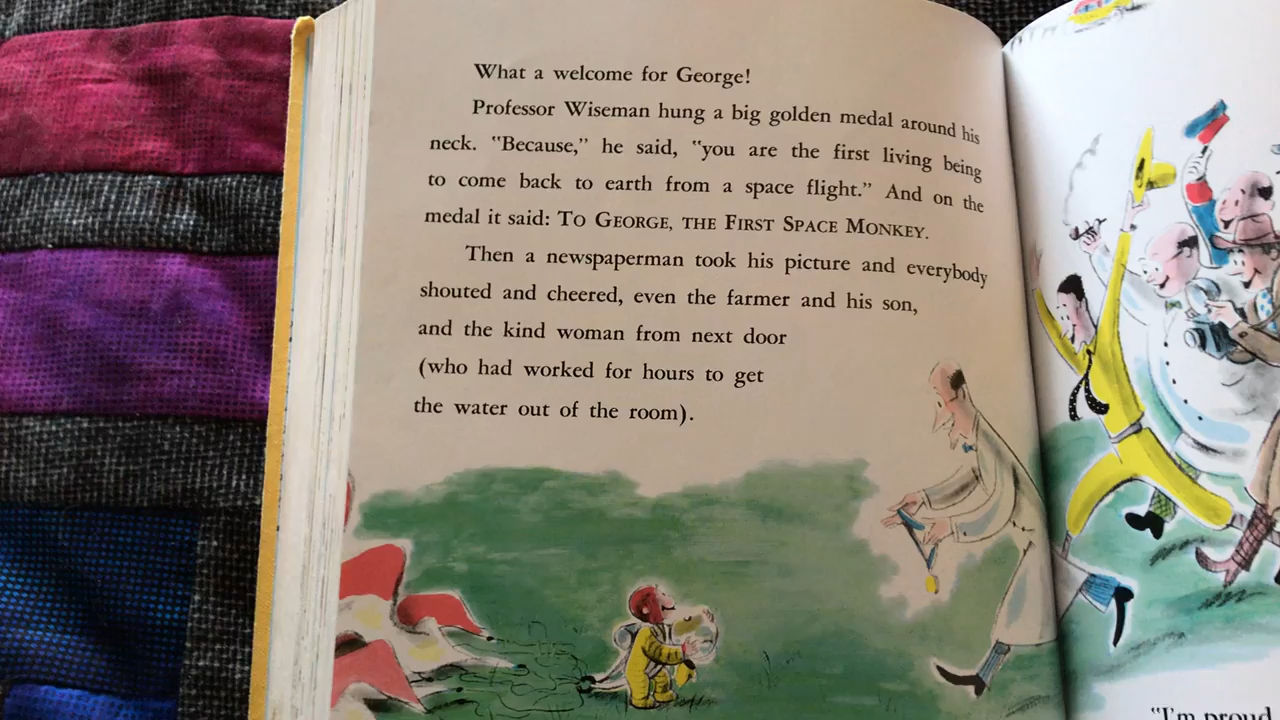 What a welcome for George!
Professor Wiseman hung a big golden medal around his
neck. "Because," he said, "you are the first living being
to come back to earth from a space flight." And on the
medal it said: TO GEORGE, THE FIRST SPACE MONKEY.
Then a newspaperman took his picture and everybody
shouted and cheered, even the farmer and his son,
and the kind woman from next door
(who had worked for hours to get
the water out of the room).
"I'm proud